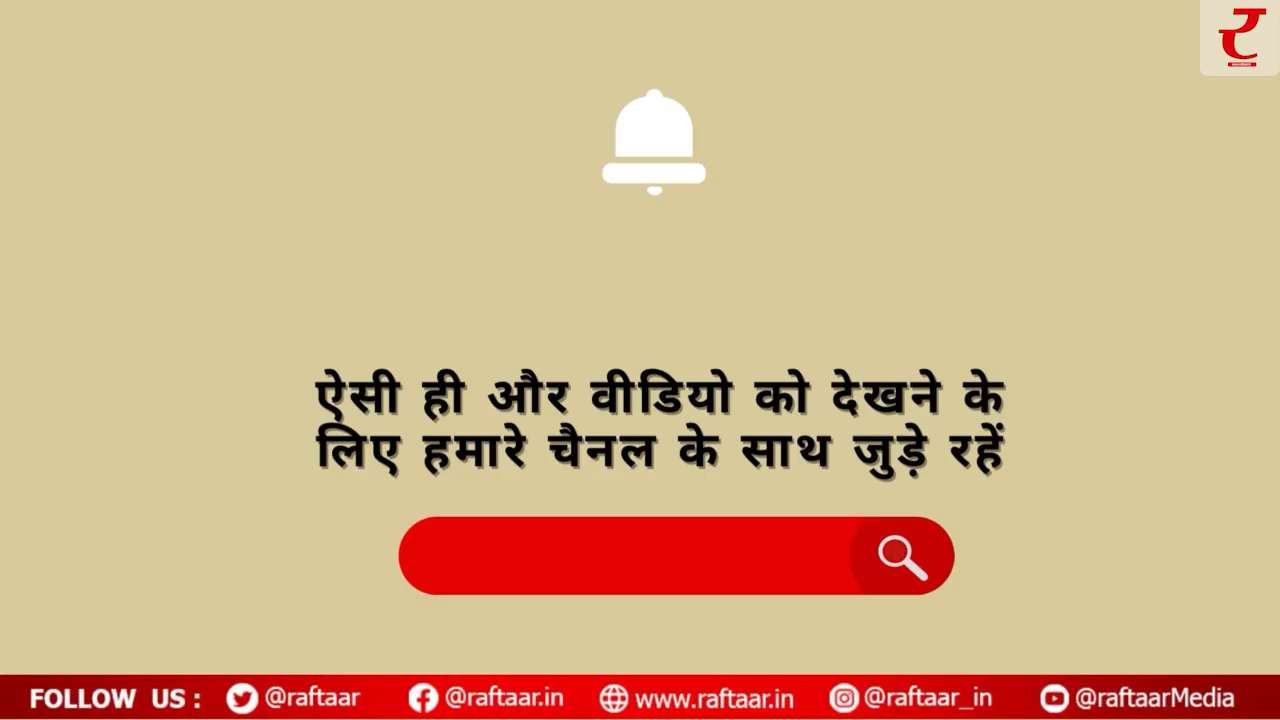 ऐसी ही और वीडियो को देखने के
लिए हमारे चैनल के साथ जुड़े रहें
FOLLOW US : @raftaar @raftaar.in www.raftaar.in @raftaar_in @raftaarMedia